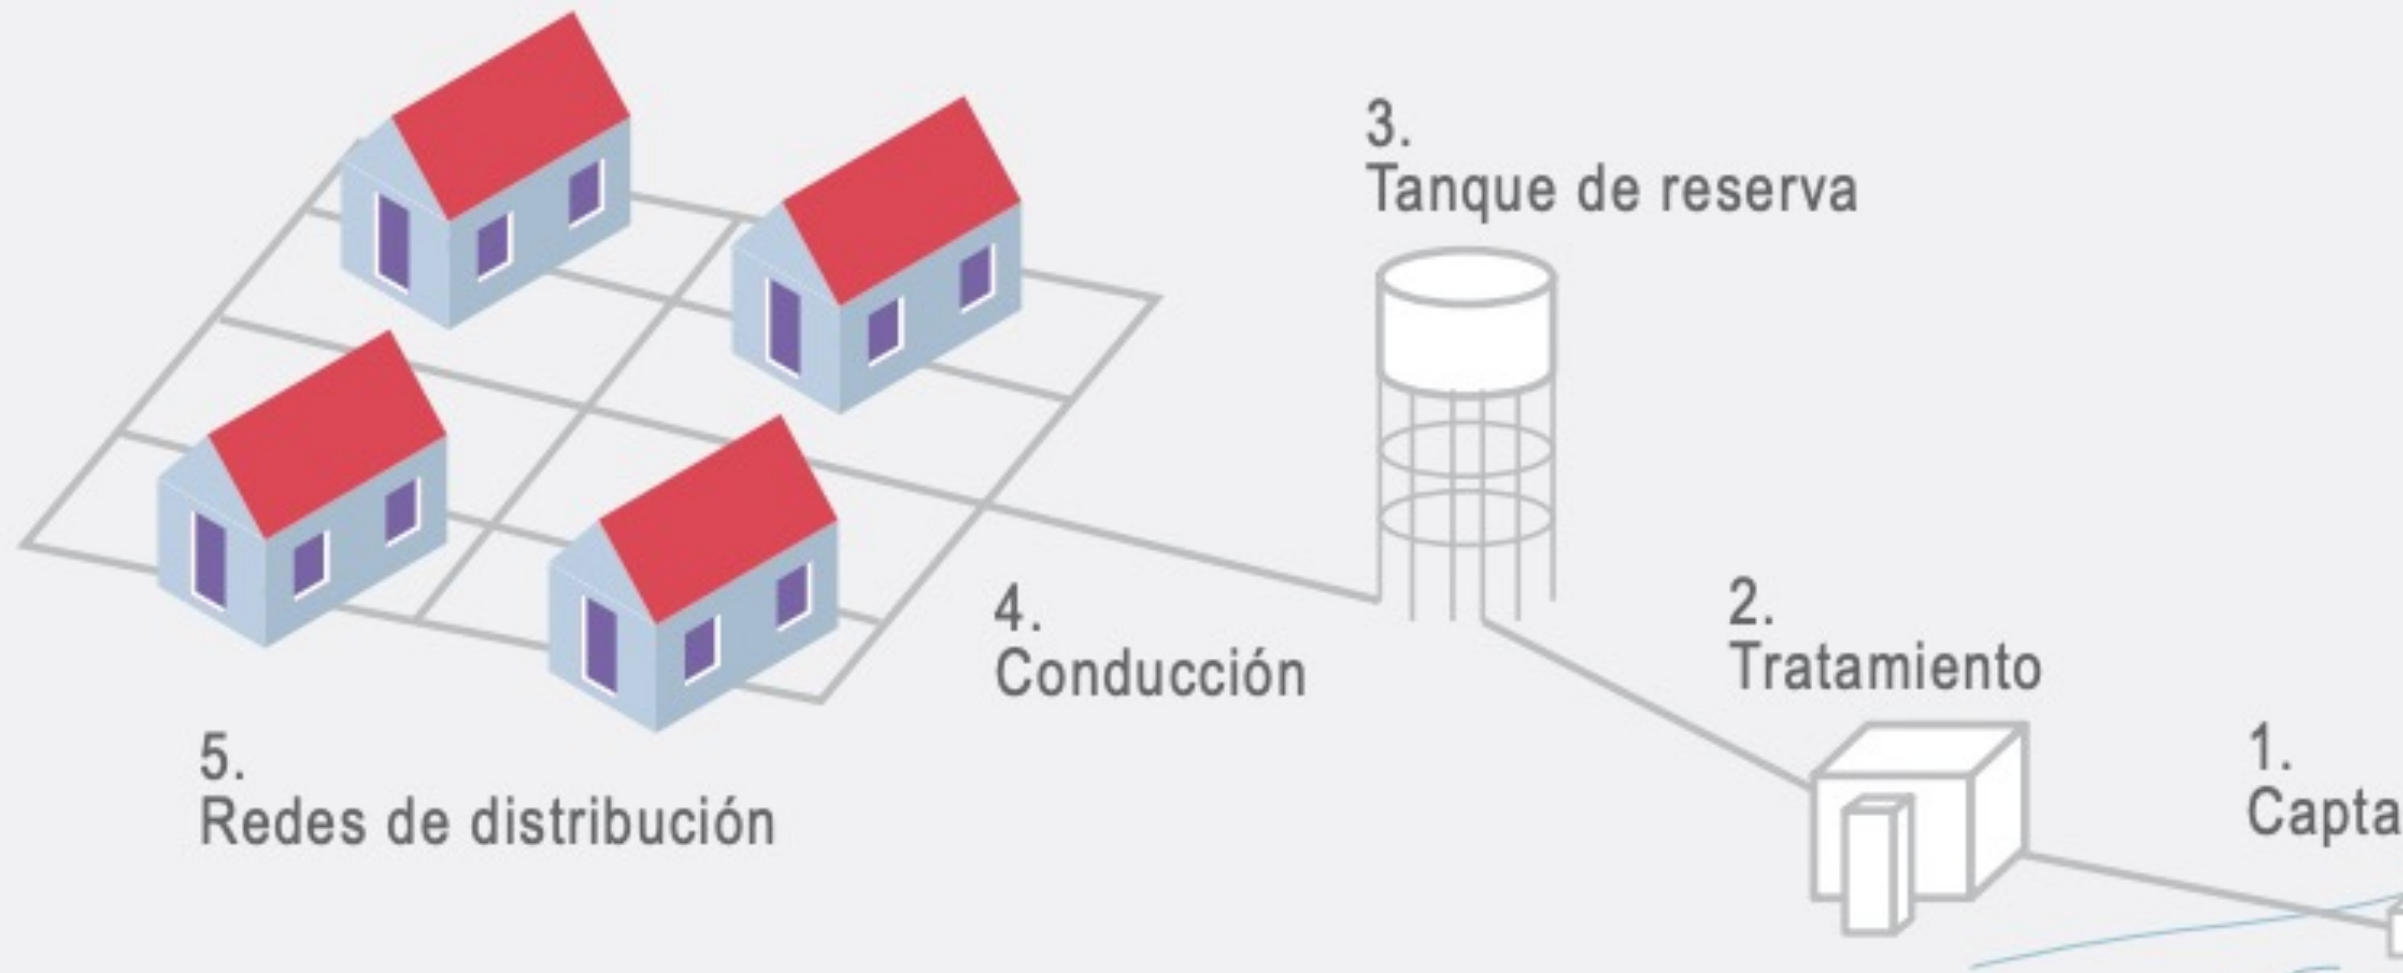 3.
Tanque de reserva
2.
Tratamiento
4.
Conducción
1.
Capta
5.
Redes de distribución